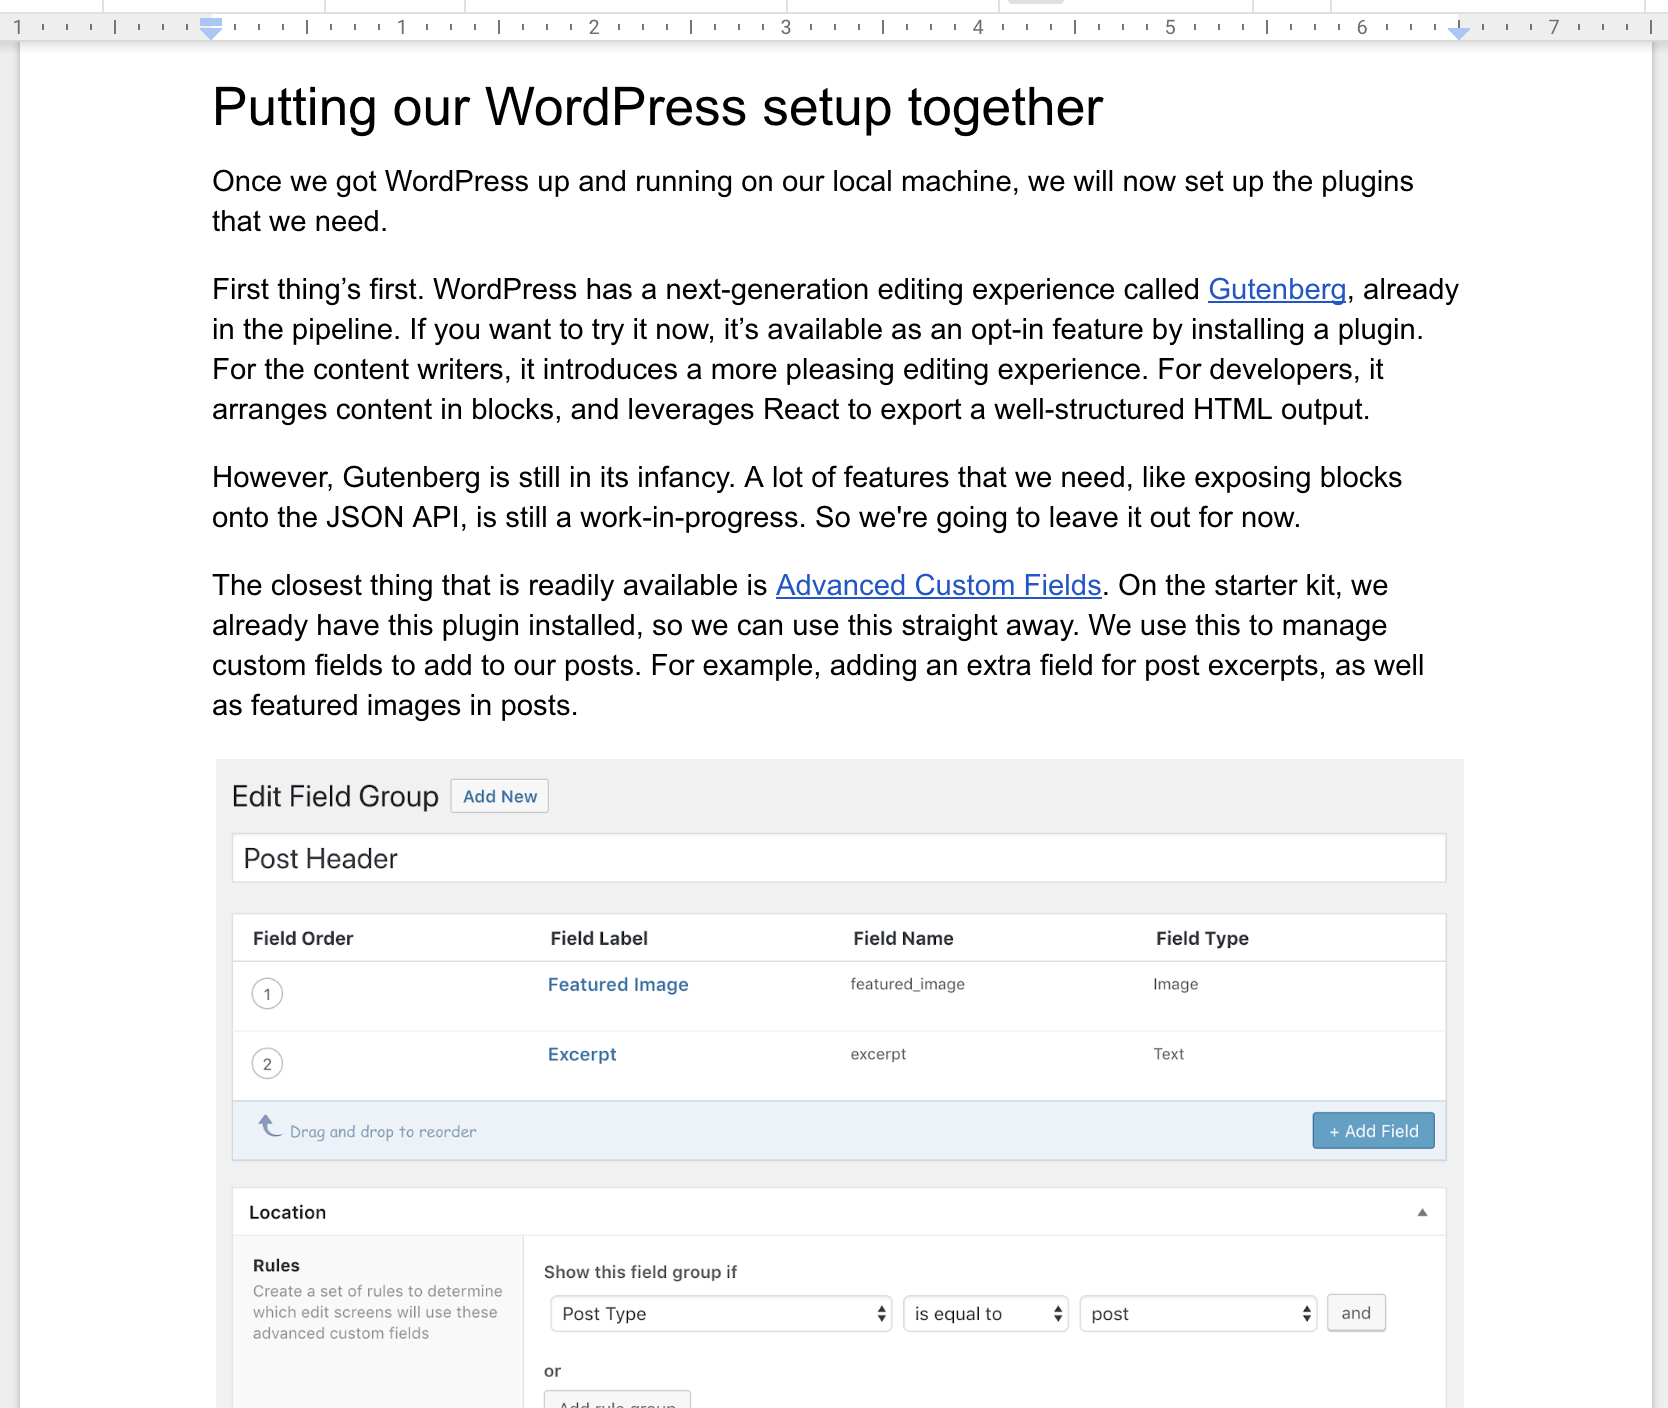 1 1 2 3 4 5 6 7
Putting our WordPress setup together
Once we got WordPress up and running on our local machine, we will now set up the plugins
that we need.
First thing’s first. WordPress has a next-generation editing experience called Gutenberg, already
in the pipeline. If you want to try it now, it’s available as an opt-in feature by installing a plugin.
For the content writers, it introduces a more pleasing editing experience. For developers, it
arranges content in blocks, and leverages React to export a well-structured HTML output.
However, Gutenberg is still in its infancy. A lot of features that we need, like exposing blocks
onto the JSON API, is still a work-in-progress. So we're going to leave it out for now.
The closest thing that is readily available is Advanced Custom Fields. On the starter kit, we
already have this plugin installed, so we can use this straight away. We use this to manage
custom fields to add to our posts. For example, adding an extra field for post excerpts, as well
as featured images in posts.
Edit Field Group Add New
Post Header
Field Order Field Label Field Name Field Type
1 Featured Image featured_image Image
2 Excerpt excerpt Text
Drag and drop to reorder + Add Field
Location
Rules
Create a set of rules to determine
which edit screens will use these
advanced custom fields
Show this field group if
Post Type is equal to post and
or
Add rule group